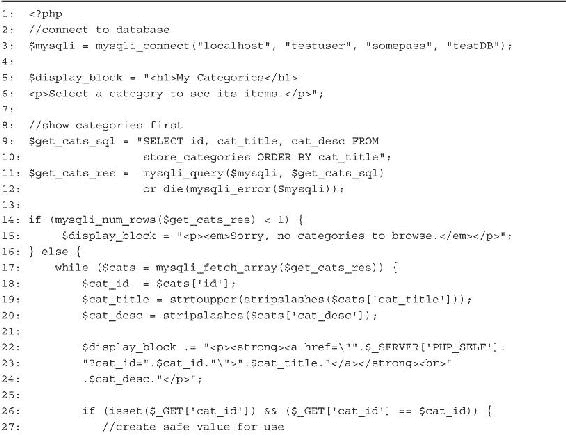 1: <?php
2: //connect to database
3: $mysqli = mysqli_connect("localhost", "testuser", "somepass", "testDB");
4:
5: $display_block = "<h1>My Categories</h1>
6: <p>Select a category to see its items.</p>";
7:
8: //show categories first
9: $get_cats_sql = "SELECT id, cat_title, cat_desc FROM
10: store_categories ORDER BY cat_title";
11: $get_cats_res = mysqli_query($mysqli, $get_cats_sql)
12: or die(mysqli_error($mysqli));
13:
14: if (mysqli_num_rows($get_cats_res) < 1) {
15: $display_block = "<p><em>Sorry, no categories to browse.</em></p>";
16: } else {
17: while ($cats = mysqli_fetch_array($get_cats_res)) {
18: $cat_id = $cats['id'];
19: $cat_title = strtoupper(stripslashes($cats['cat_title']));
20: $cat_desc = stripslashes($cats['cat_desc']);
21:
22: $display_block .= "<p><strong><a href=\"".$_SERVER['PHP_SELF'].
23: "?cat_id=".$cat_id."\">".$cat_title."</a></strong><br>"
24: .$cat_desc."</p>";
25:
26: if (isset($_GET['cat_id']) && ($_GET['cat_id'] == $cat_id)) {
27: //create safe value for use